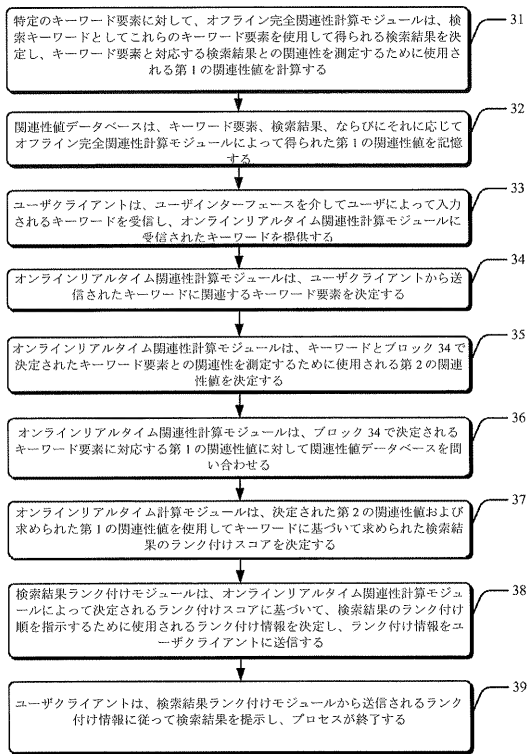 特定のキーワード要素に対して、オフライン完全関連性計算モジュールは、検
索キーワードとしてこれらのキーワード要素を使用して得られる検索結果を決
定し、キーワード要素と対応する検索結果との関連性を測定するために使用さ
れる第1の関連性値を計算する
31
関連性値データベースは、キーワード要素、検索結果、ならびにそれに応じて
オフライン完全関連性計算モジュールによって得られた第1の関連性値を記憶
する
32
ユーザクライアントは、ユーザインターフェースを介してユーザによって入力
されるキーワードを受信し、オンラインリアルタイム関連性計算モジュールに
受信されたキーワードを提供する
33
オンラインリアルタイム関連性計算モジュールは、ユーザクライアントから送
信されたキーワードに関連するキーワード要素を決定する
34
オンラインリアルタイム関連性計算モジュールは、キーワードとブロック34で
決定されたキーワード要素との関連性を測定するために使用される第2の関連
性値を決定する
35
オンラインリアルタイム関連性計算モジュールは、ブロック34で決定される
キーワード要素に対応する第1の関連性値に対して関連性値データベースを問
い合わせる
36
オンラインリアルタイム計算モジュールは、決定された第2の関連性値および
求められた第1の関連性値を使用してキーワードに基づいて求められた検索結
果のランク付けスコアを決定する
37
検索結果ランク付けモジュールは、オンラインリアルタイム関連性計算モジュ
ールによって決定されるランク付けスコアに基づいて、検索結果のランク付け
順を指示するために使用されるランク付け情報を決定し、ランク付け情報をユ
ーザクライアントに送信する
38
ユーザクライアントは、検索結果ランク付けモジュールから送信されるランク
付け情報に従って検索結果を提示し、プロセスが終了する
39